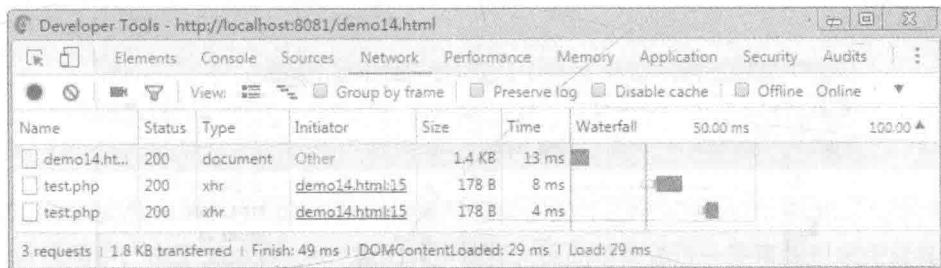 Developer Tools - http://localhost:8081/demo14.html
Elements Console Sources Network Performance Memory Application Security Audits
View: Group by frame Preserve log Disable cache Offline Online
Name Status Type Initiator Size Time Waterfall 50.00 ms 100.00
demo14.ht... 200 document Other 1.4 KB 13 ms
test.php 200 xhr demo14.html:15 178 B 8 ms
test.php 200 xhr demo14.html:15 178 B 4 ms
3 requests | 1.8 KB transferred | Finish: 49 ms | DOMContentLoaded: 29 ms | Load: 29 ms